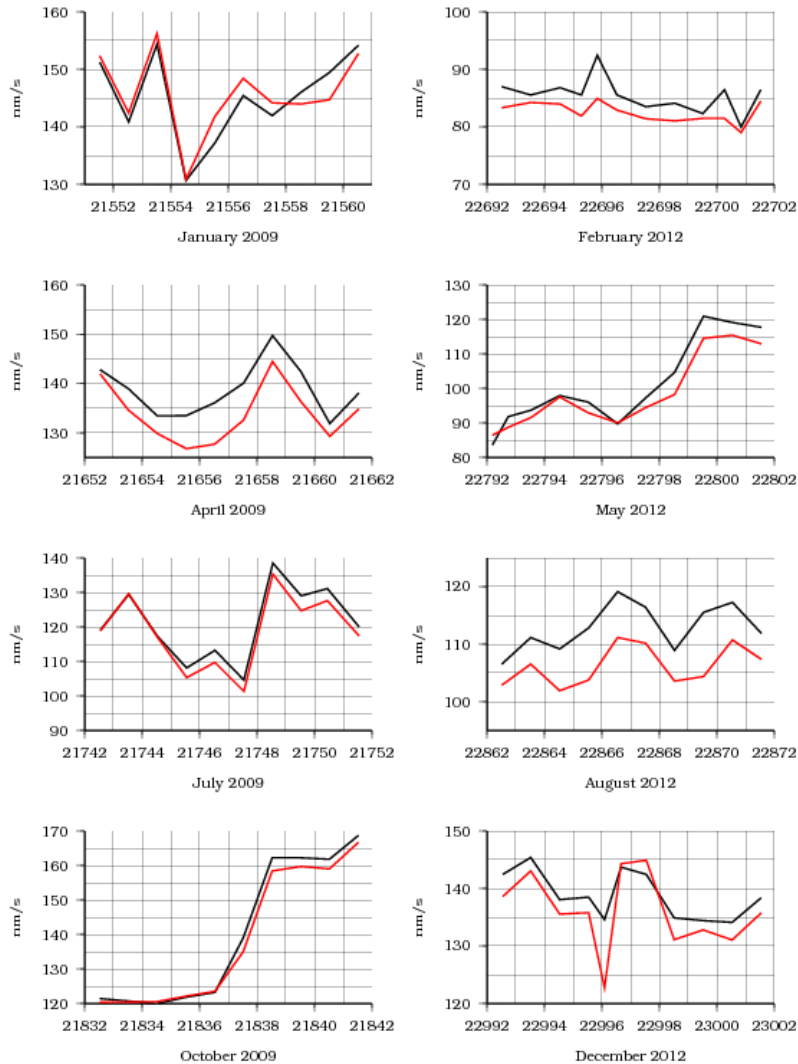 160
150
140
130
nm/s
21552 21554 21556 21558 21560
January 2009
100
90
80
70
nm/s
22692 22694 22696 22698 22700 22702
February 2012
160
150
140
130
nm/s
21652 21654 21656 21658 21660 21662
April 2009
130
120
110
100
90
80
nm/s
22792 22794 22796 22798 22800 22802
May 2012
140
130
120
110
100
90
nm/s
21742 21744 21746 21748 21750 21752
July 2009
120
110
100
nm/s
22862 22864 22866 22868 22870 22872
August 2012
170
160
150
140
130
120
nm/s
21832 21834 21836 21838 21840 21842
October 2009
150
140
130
120
nm/s
22992 22994 22996 22998 23000 23002
December 2012